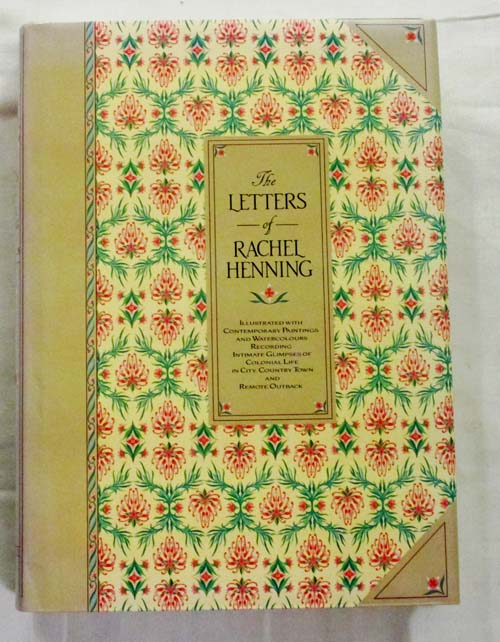 The
LETTERS
of
RACHEL
HENNING
ILLUSTRATED WITH
CONTEMPORARY PAINTINGS
AND WATERCOLOURS
RECORDING
INTIMATE GLIMPSES OF
COLONIAL LIFE
IN CITY, COUNTRY TOWN
AND
REMOTE OUTBACK